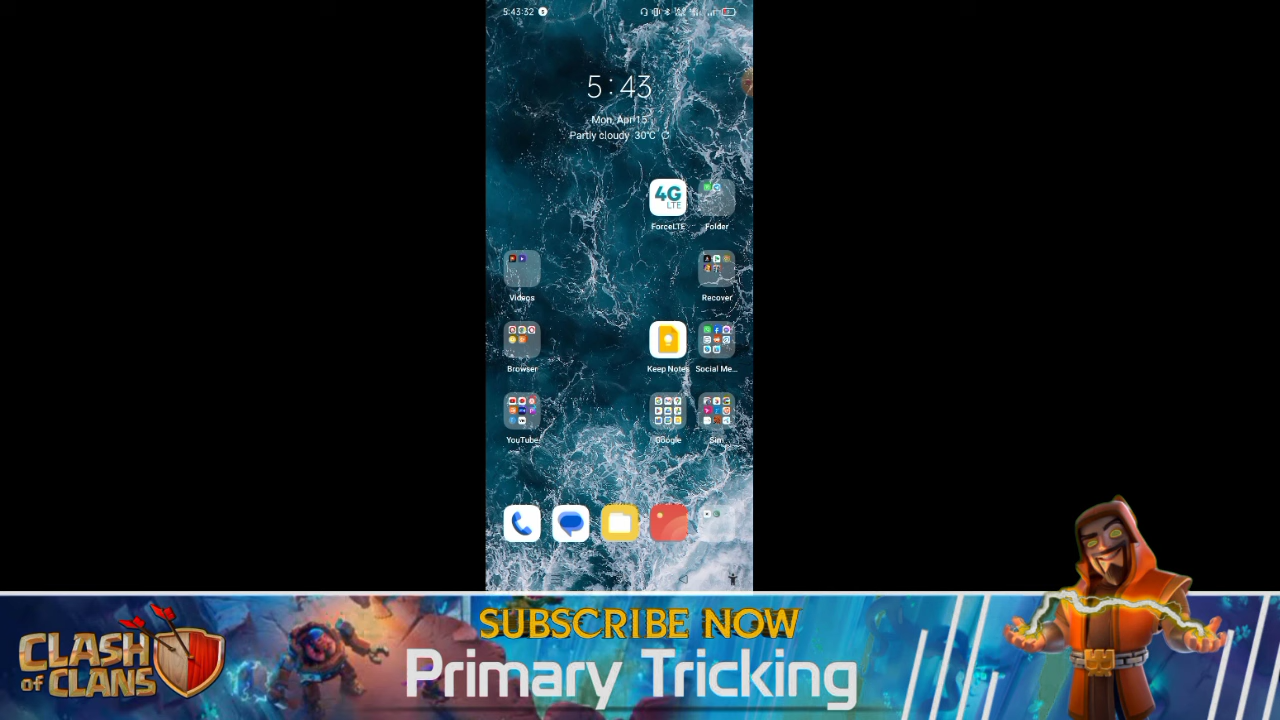 5:43:32
5:43
Mon, Apr 15
Partly cloudy 30°C
4G
LTE
ForceLTE
Folder
Videos
Recover
Browser
Keep Notes
Social Me...
YouTube
Google
Sim
SUBSCRIBE NOW
CLASH
of CLANS
Primary Tricking